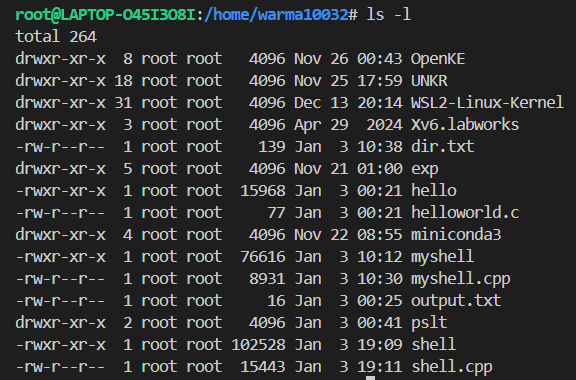 root@LAPTOP-O45I3O8I:/home/warma10032# ls -l
total 264
drwxr-xr-x  8 root root   4096 Nov 26 00:43 OpenKE
drwxr-xr-x 18 root root   4096 Nov 25 17:59 UNKR
drwxr-xr-x 31 root root   4096 Dec 13 20:14 WSL2-Linux-Kernel
drwxr-xr-x  3 root root   4096 Apr 29  2024 Xv6.labworks
-rw-r--r--  1 root root    139 Jan  3 10:38 dir.txt
drwxr-xr-x  5 root root   4096 Nov 21 01:00 exp
-rwxr-xr-x  1 root root  15968 Jan  3 00:21 hello
-rw-r--r--  1 root root     77 Jan  3 00:21 helloworld.c
drwxr-xr-x  4 root root   4096 Nov 22 08:55 miniconda3
-rwxr-xr-x  1 root root  76616 Jan  3 10:12 myshell
-rw-r--r--  1 root root   8931 Jan  3 10:30 myshell.cpp
-rw-r--r--  1 root root     16 Jan  3 00:25 output.txt
drwxr-xr-x  2 root root   4096 Jan  3 00:41 pslt
-rwxr-xr-x  1 root root 102528 Jan  3 19:09 shell
-rw-r--r--  1 root root  15443 Jan  3 19:11 shell.cpp